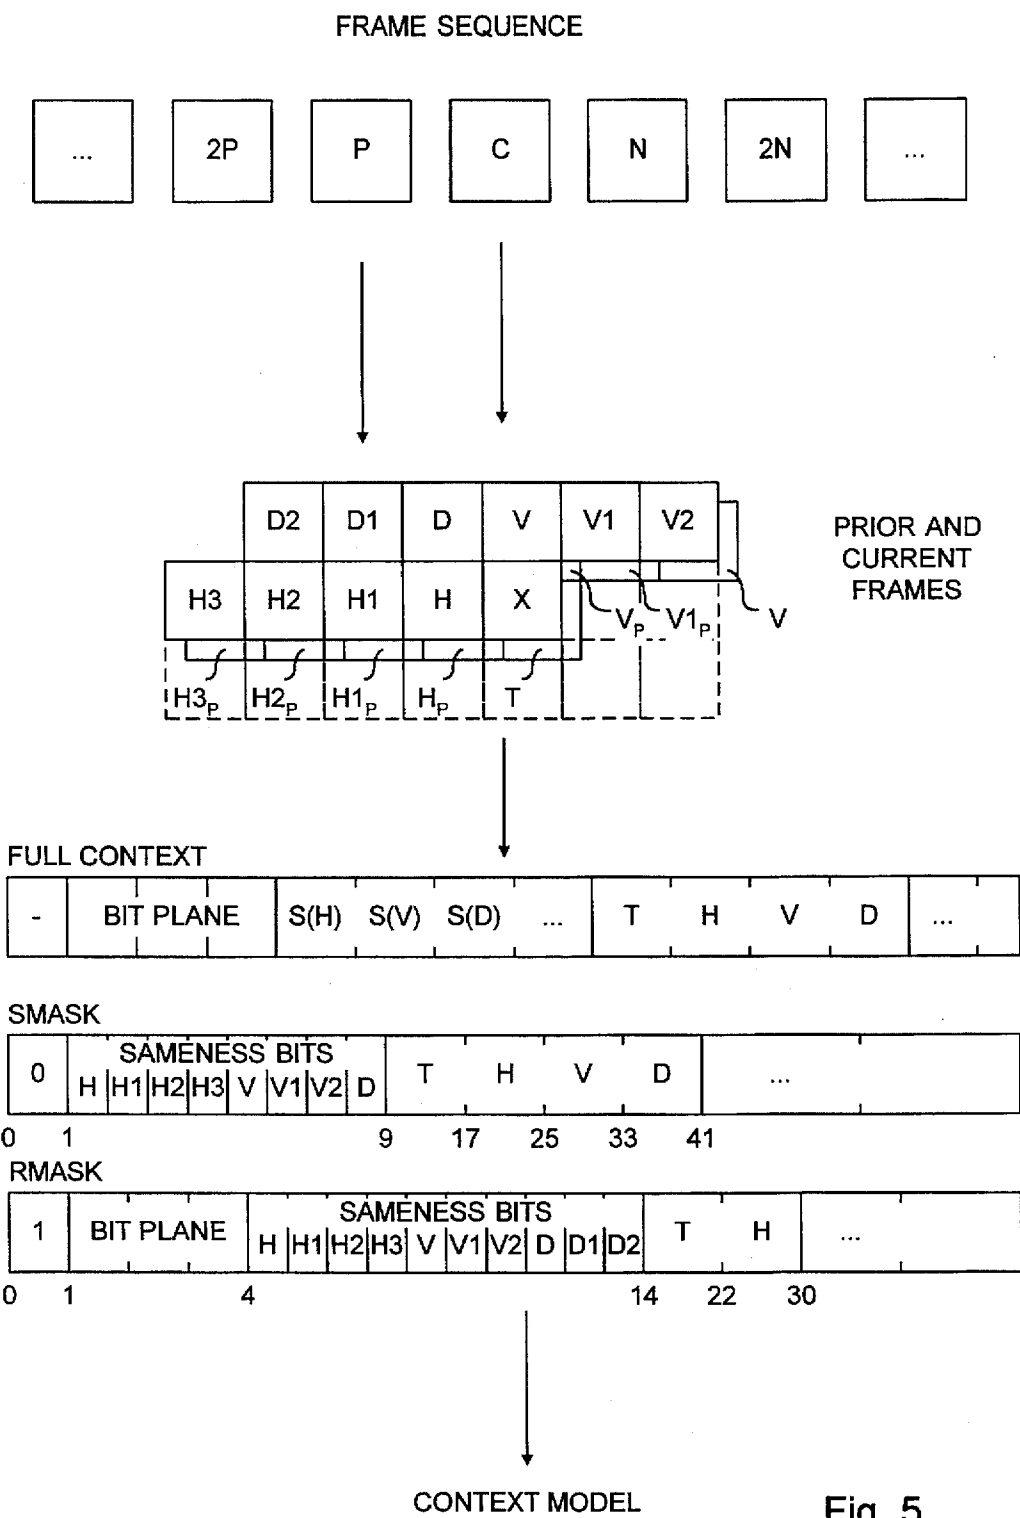 FRAME SEQUENCE
... 2P P C N 2N ...
D2 D1 D V V1 V2
PRIOR AND
CURRENT
FRAMES
H3 H2 H1 H X
VP V1P V
H3P H2P H1P HP T
FULL CONTEXT
- BIT PLANE S(H) S(V) S(D) ... T H V D ...
SMASK
0 SAMENESS BITS T H V D ...
H H1 H2 H3 V V1 V2 D
0 1 9 17 25 33 41
RMASK
1 BIT PLANE SAMENESS BITS T H ...
H H1 H2 H3 V V1 V2 D D1 D2
0 1 4 14 22 30
CONTEXT MODEL
Fig. 5